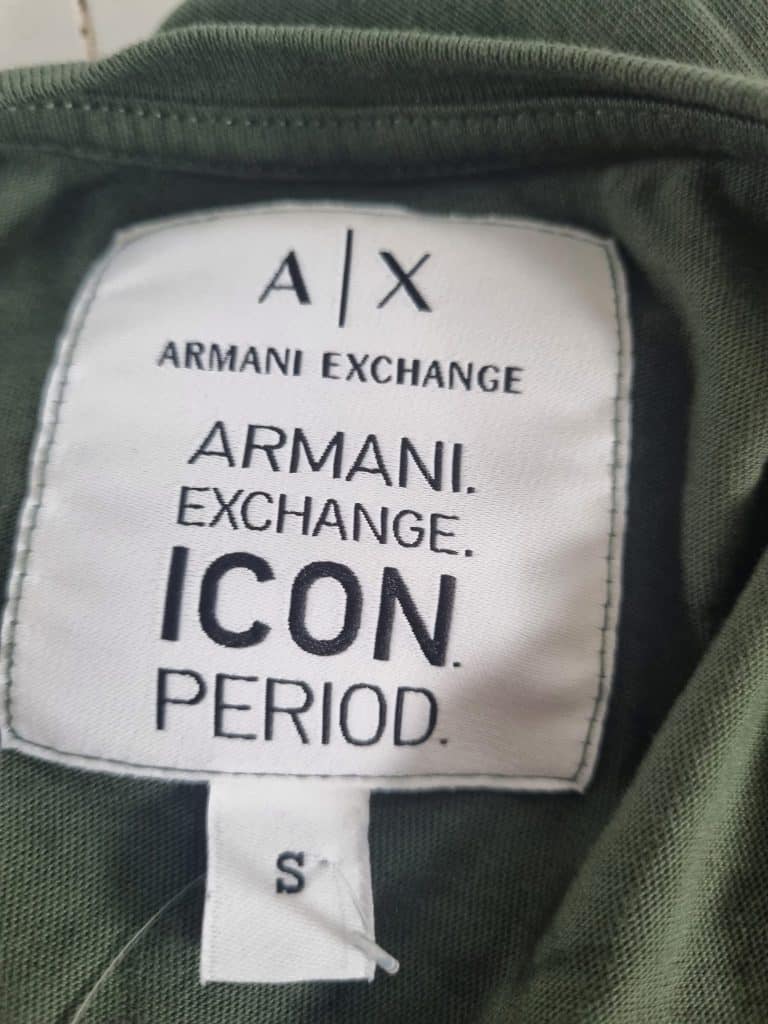 A|X
ARMANI EXCHANGE
ARMANI.
EXCHANGE.
ICON.
PERIOD.
S